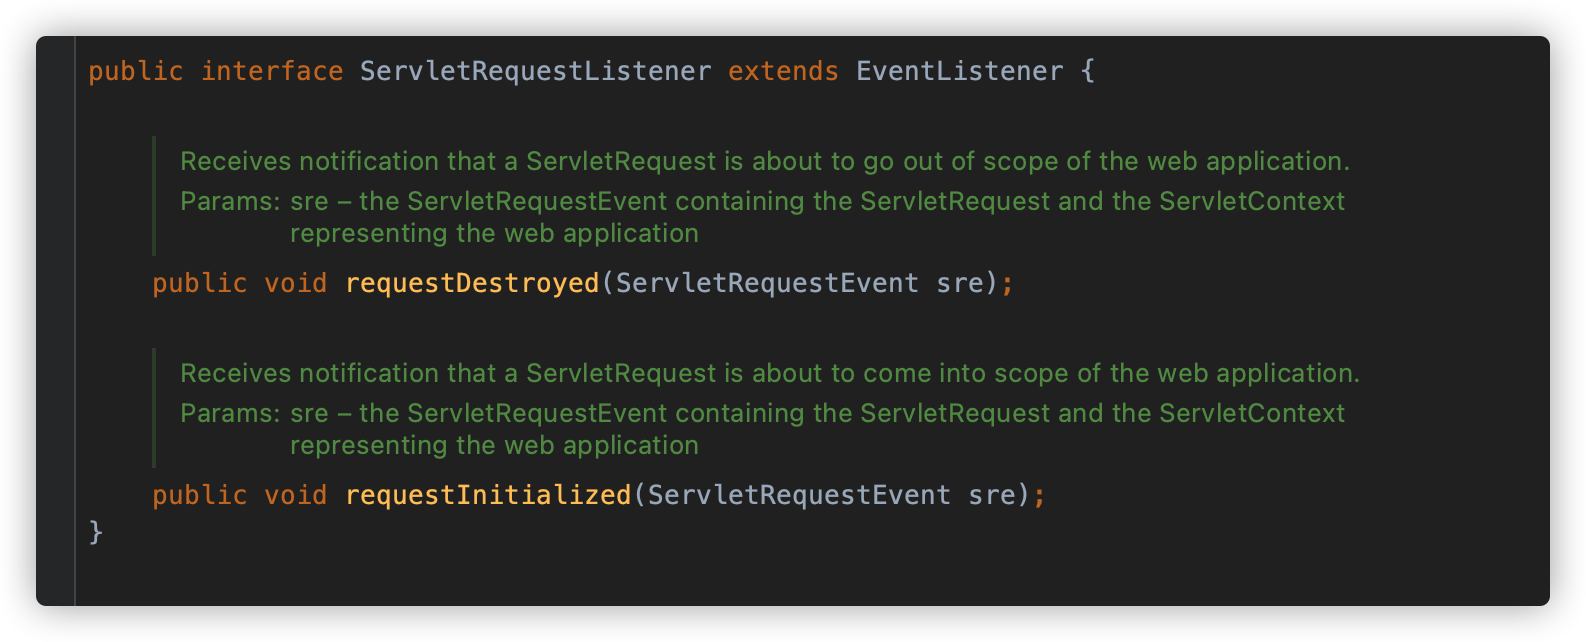 public interface ServletRequestListener extends EventListener {
Receives notification that a ServletRequest is about to go out of scope of the web application.
Params: sre – the ServletRequestEvent containing the ServletRequest and the ServletContext
representing the web application
public void requestDestroyed(ServletRequestEvent sre);
Receives notification that a ServletRequest is about to come into scope of the web application.
Params: sre – the ServletRequestEvent containing the ServletRequest and the ServletContext
representing the web application
public void requestInitialized(ServletRequestEvent sre);
}